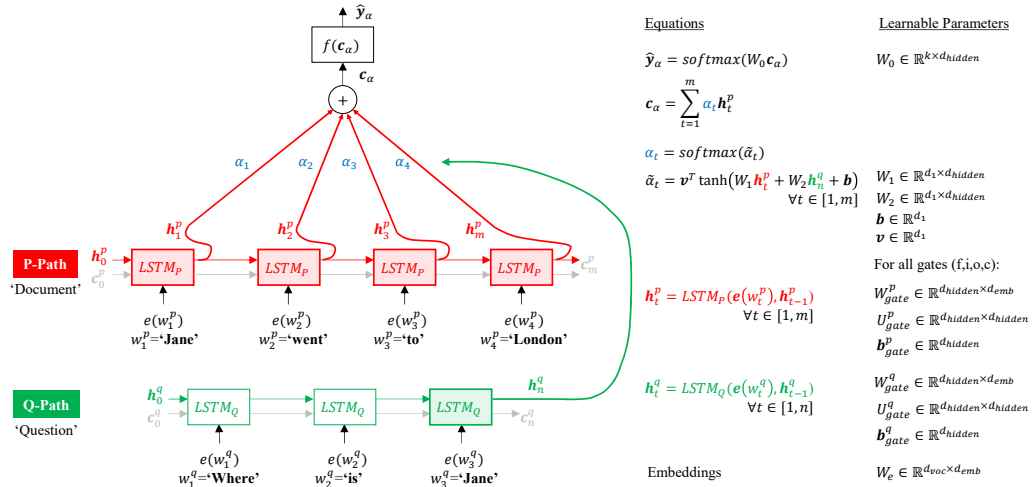 ŷ_α
f(c_α)
c_α
+
α_1 α_2 α_3 α_4
h_1^p h_2^p h_3^p h_m^p
P-Path
'Document'
h_0^p
c_0^p
LSTM_P LSTM_P LSTM_P LSTM_P
c_m^p
e(w_1^p) e(w_2^p) e(w_3^p) e(w_4^p)
w_1^p='Jane' w_2^p='went' w_3^p='to' w_4^p='London'
Q-Path
'Question'
h_0^q
c_0^q
LSTM_Q LSTM_Q LSTM_Q
h_n^q
c_n^q
e(w_1^q) e(w_2^q) e(w_3^q)
w_1^q='Where' w_2^q='is' w_3^q='Jane'
Equations
ŷ_α = softmax(W_0 c_α)
c_α = ∑_{t=1}^{m} α_t h_t^p
α_t = softmax(α̃_t)
α̃_t = v^T tanh(W_1 h_t^p + W_2 h_n^q + b)
∀t ∈ [1, m]
h_t^p = LSTM_P(e(w_t^p), h_{t-1}^p)
∀t ∈ [1, m]
h_t^q = LSTM_Q(e(w_t^q), h_{t-1}^q)
∀t ∈ [1, n]
Embeddings
Learnable Parameters
W_0 ∈ ℝ^{k×d_hidden}
W_1 ∈ ℝ^{d_1×d_hidden}
W_2 ∈ ℝ^{d_1×d_hidden}
b ∈ ℝ^{d_1}
v ∈ ℝ^{d_1}
For all gates (f,i,o,c):
W_gate^p ∈ ℝ^{d_hidden×d_emb}
U_gate^p ∈ ℝ^{d_hidden×d_hidden}
b_gate^p ∈ ℝ^{d_hidden}
W_gate^q ∈ ℝ^{d_hidden×d_emb}
U_gate^q ∈ ℝ^{d_hidden×d_hidden}
b_gate^q ∈ ℝ^{d_hidden}
W_e ∈ ℝ^{d_voc×d_emb}